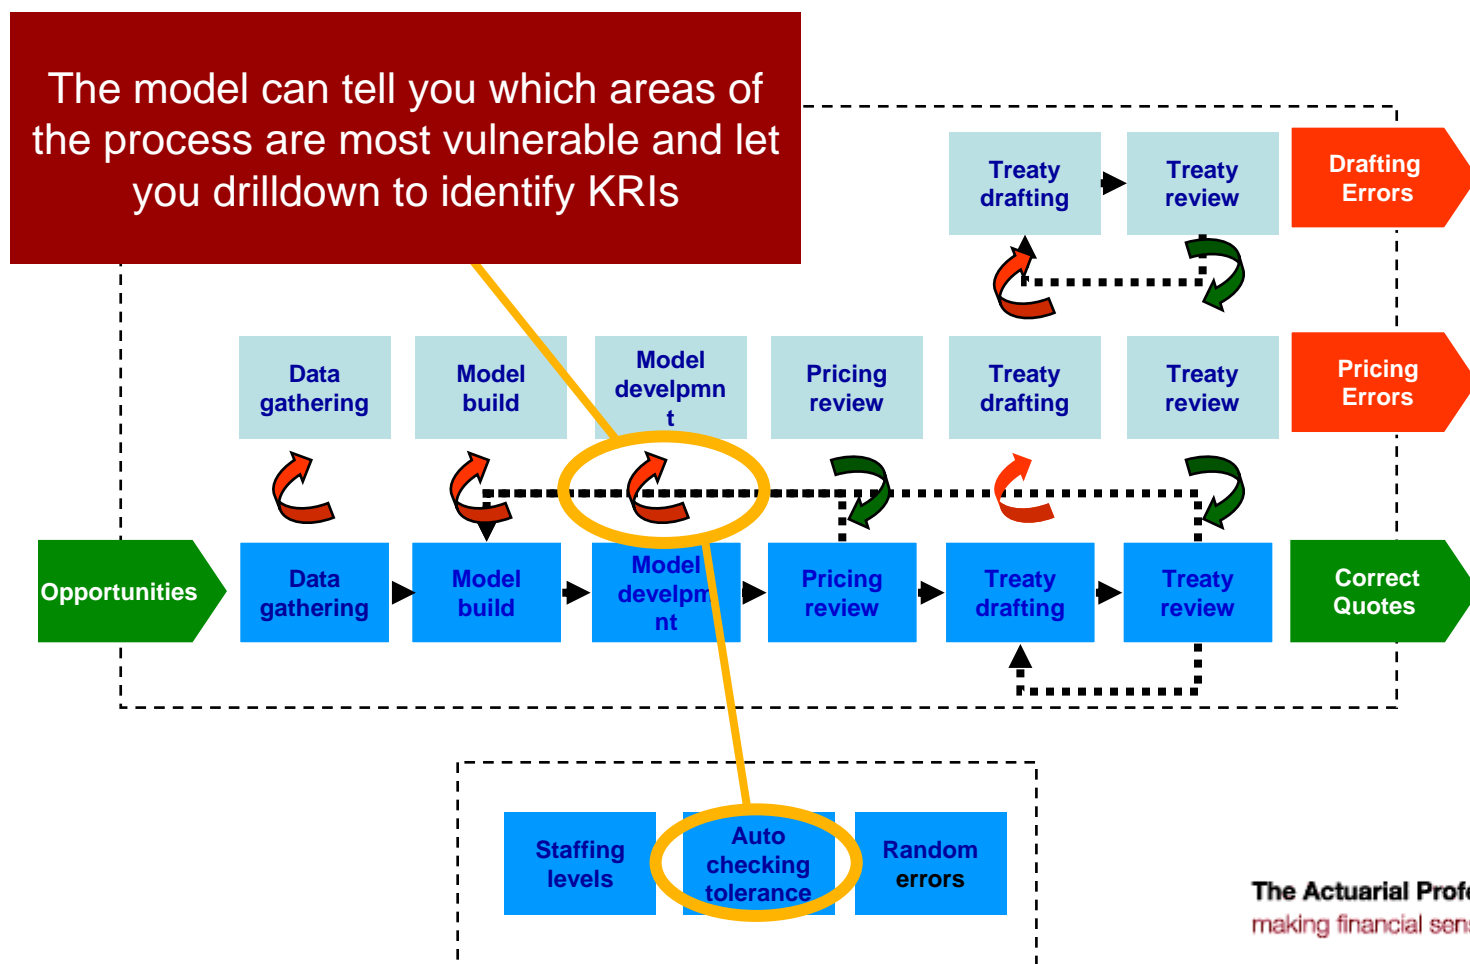 The model can tell you which areas of
the process are most vulnerable and let
you drilldown to identify KRIs
Treaty
drafting
Treaty
review
Drafting
Errors
Data
gathering
Model
build
Model
develpmn
t
Pricing
review
Treaty
drafting
Treaty
review
Pricing
Errors
Opportunities
Data
gathering
Model
build
Model
develpm
nt
Pricing
review
Treaty
drafting
Treaty
review
Correct
Quotes
Staffing
levels
Auto
checking
tolerance
Random
errors
The Actuarial Profe
making financial sens